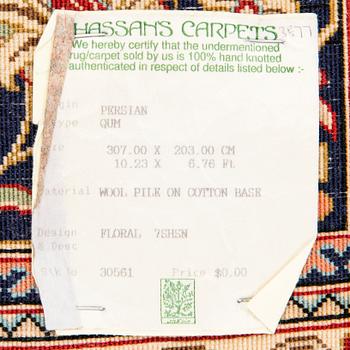 HASSAN'S CARPETS
3877
We hereby certify that the undermentioned
rug/carpet sold by us is 100% hand knotted
authenticated in respect of details listed below :-
PERSIAN
QUM
307.00 X 203.00 CM
10.23 X 6.76 Ft
Material WOOL PILE ON COTTON BASE
Design FLORAL 7SHSN
& Desc
30561 Price $0.00